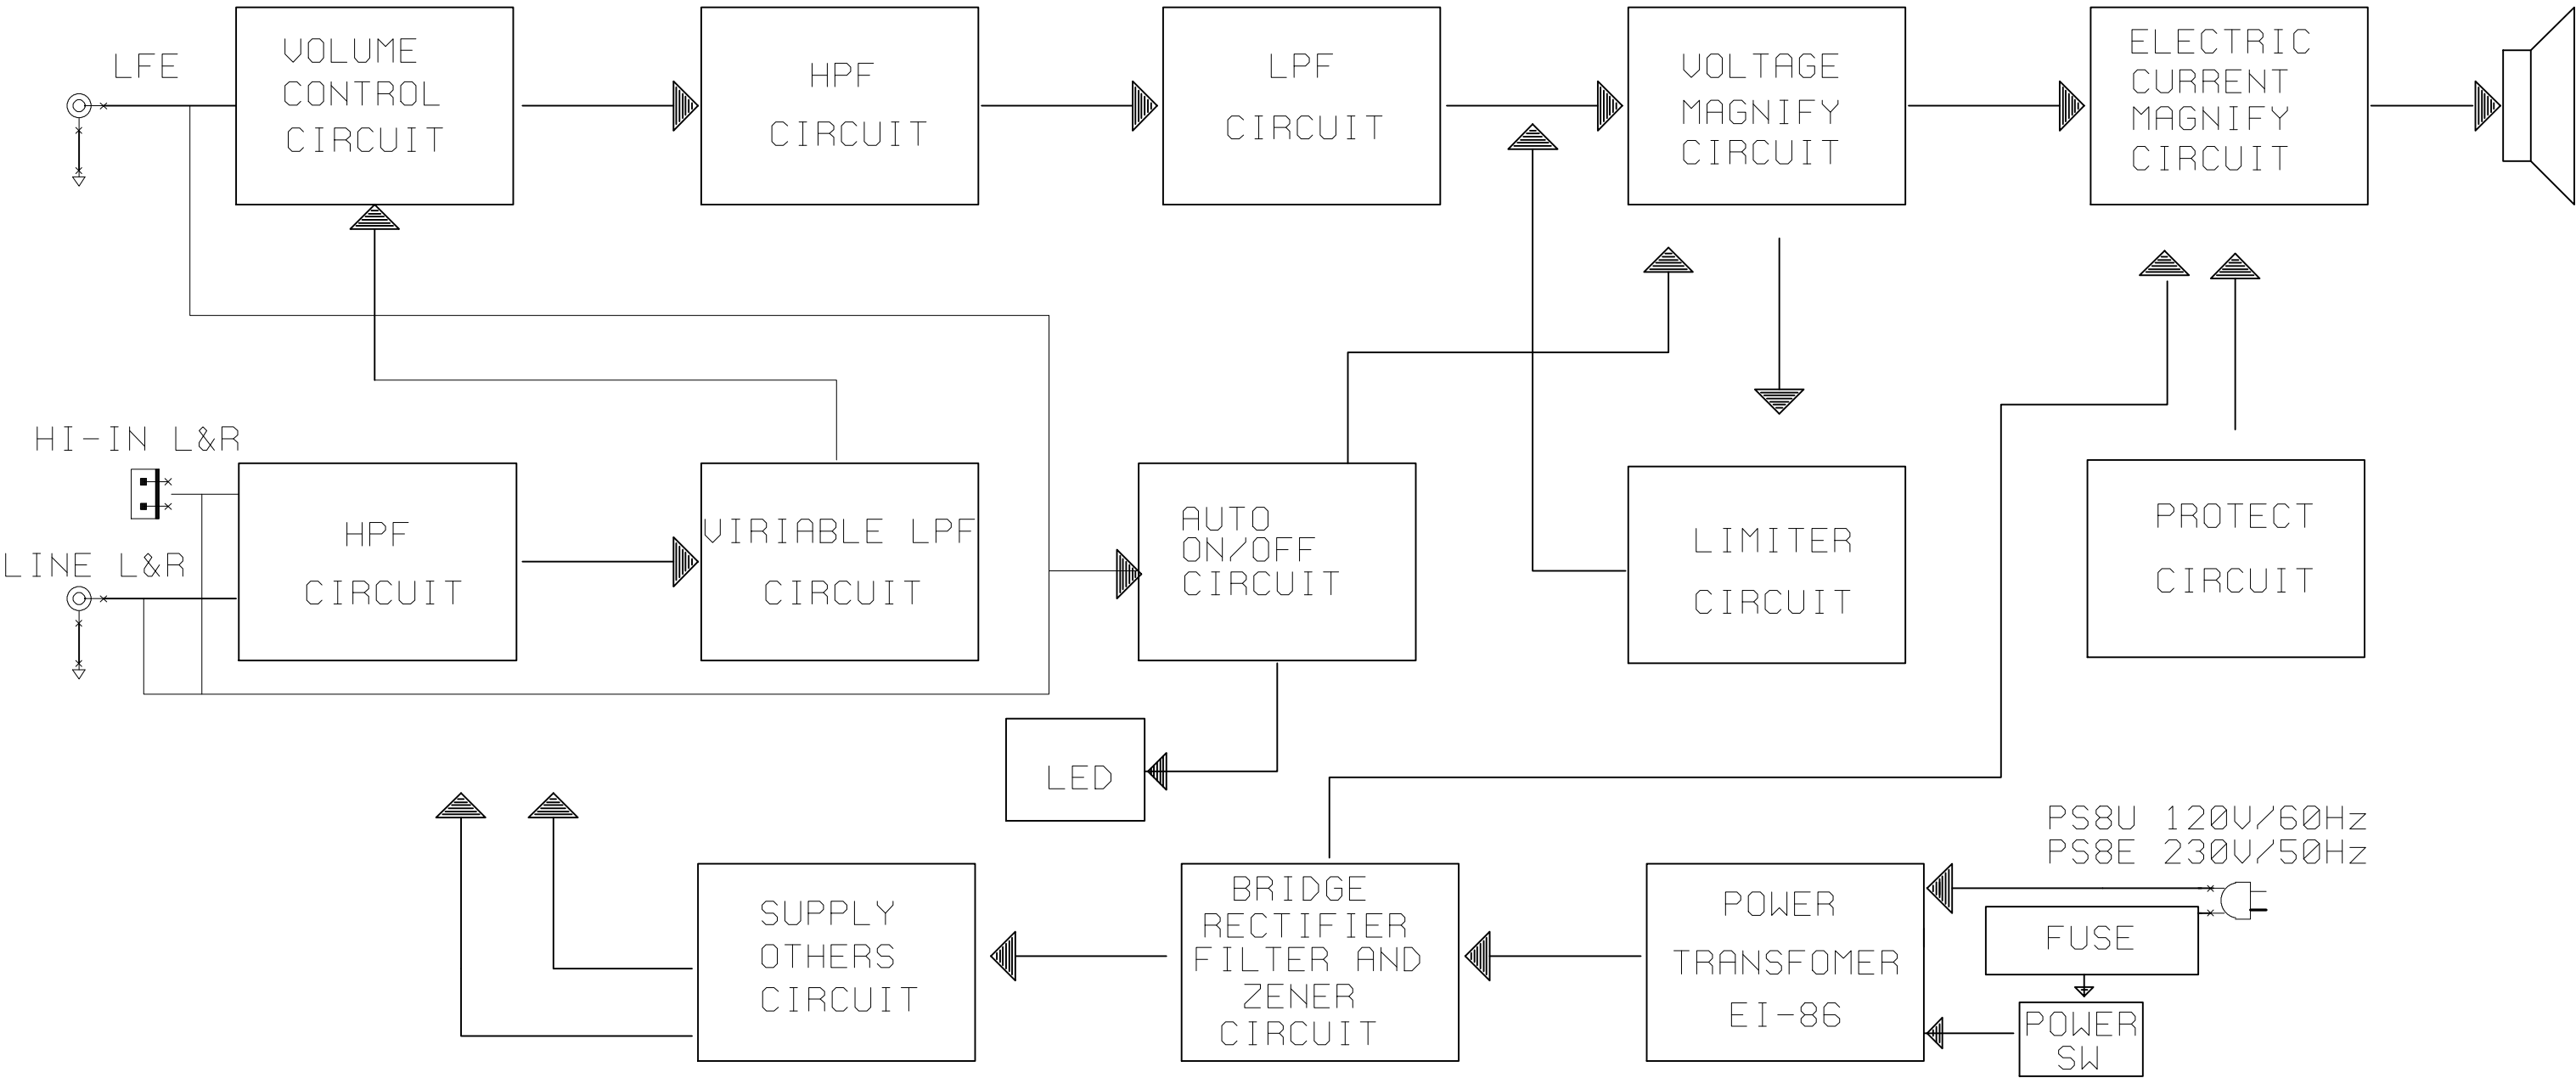 LFE
VOLUME
CONTROL
CIRCUIT
HPF
CIRCUIT
LPF
CIRCUIT
VOLTAGE
MAGNIFY
CIRCUIT
ELECTRIC
CURRENT
MAGNIFY
CIRCUIT
HI-IN L&R
LINE L&R
HPF
CIRCUIT
VIRIABLE LPF
CIRCUIT
AUTO
ON/OFF
CIRCUIT
LIMITER
CIRCUIT
PROTECT
CIRCUIT
LED
PS8U 120V/60Hz
PS8E 230V/50Hz
SUPPLY
OTHERS
CIRCUIT
BRIDGE
RECTIFIER
FILTER AND
ZENER
CIRCUIT
POWER
TRANSFOMER
EI-86
FUSE
POWER
SW